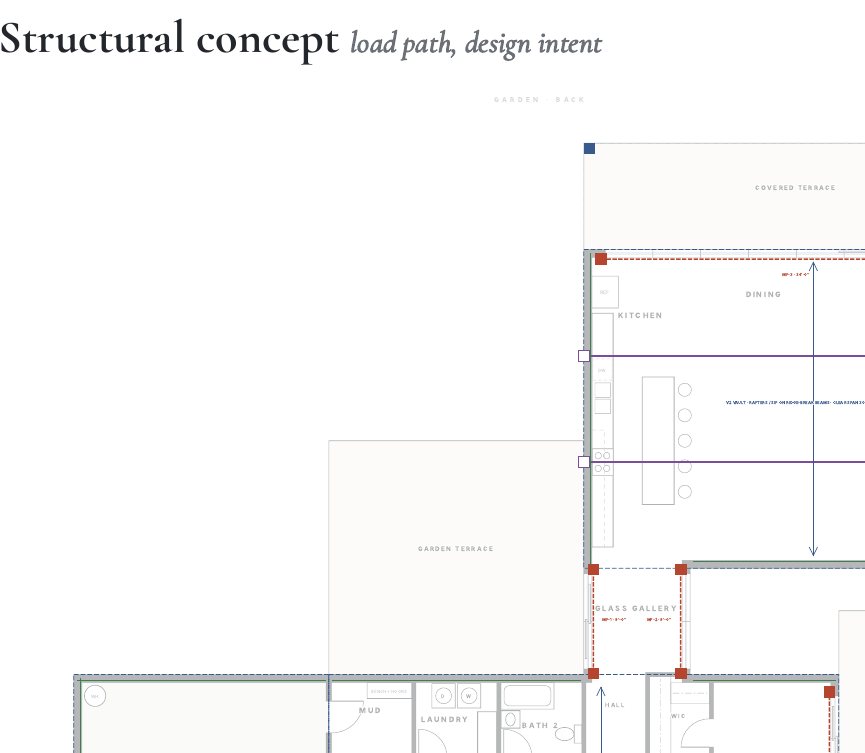 Structural concept load path, design intent
GARDEN BACK
COVERED TERRACE
DINING
REF
KITCHEN
DW
GARDEN TERRACE
GLASS GALLERY
MUD
D W
HALL
LAUNDRY
BATH 2
WIC